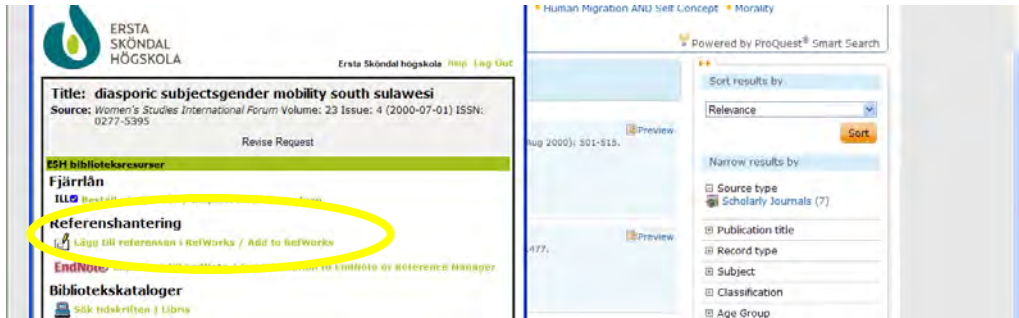 ERSTA
SKÖNDAL
HÖGSKOLA
Ersta Sköndal högskola Help Log Out
Title: diasporic subjectsgender mobility south sulawesi
Source: Women's Studies International Forum Volume: 23 Issue: 4 (2000-07-01) ISSN:
0277-5395
Revise Request
ESH biblioteksresurser
Fjärrlån
ILL
Referenshantering
Lägg till referensen i RefWorks / Add to RefWorks
EndNote to EndNote or Reference Manager
Bibliotekskataloger
Sök tidskriften i Libris
Human Migration AND Self Concept Morality
Powered by ProQuest® Smart Search
Preview
Aug 2000): 501-515.
Preview
477.
Sort results by
Relevance
Sort
Narrow results by
Source type
Scholarly Journals (7)
Publication title
Record type
Subject
Classification
Age Group